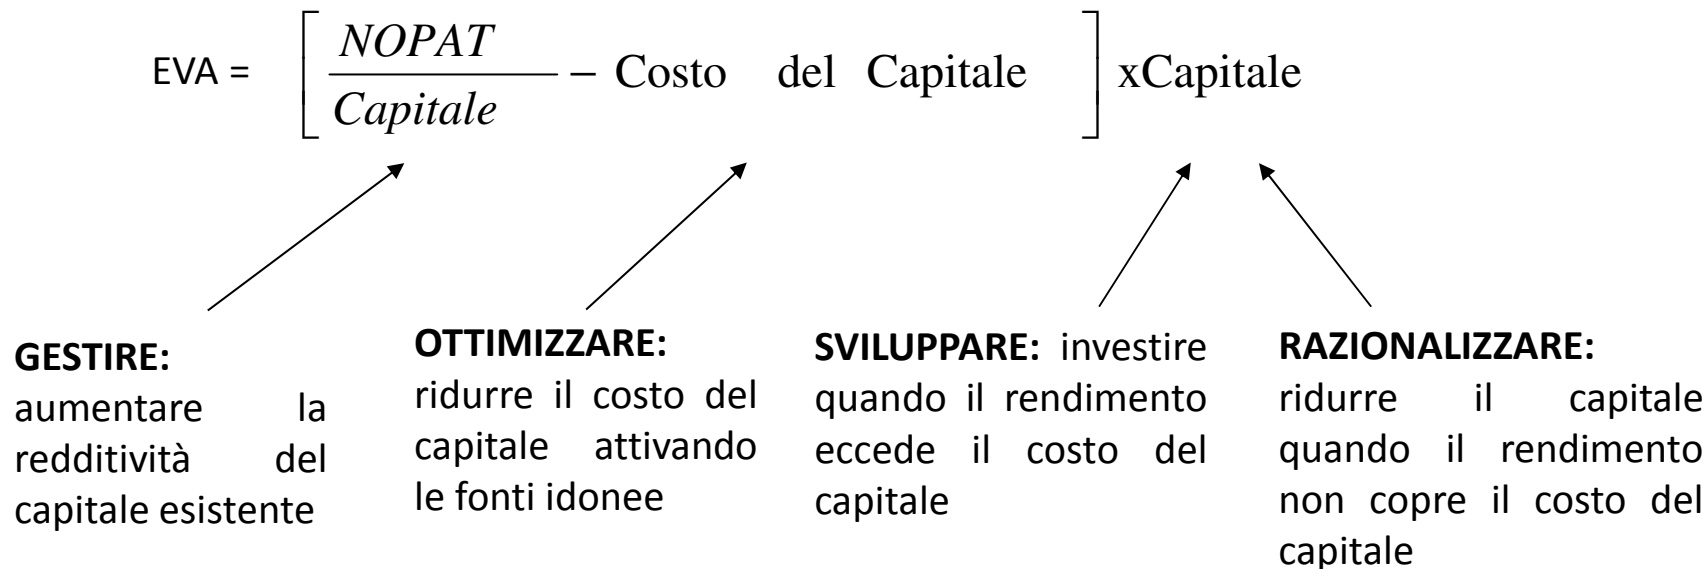 EVA = [ NOPAT / Capitale – Costo del Capitale ] xCapitale
GESTIRE:
aumentare la
redditività del
capitale esistente
OTTIMIZZARE:
ridurre il costo del
capitale attivando
le fonti idonee
SVILUPPARE: investire
quando il rendimento
eccede il costo del
capitale
RAZIONALIZZARE:
ridurre il capitale
quando il rendimento
non copre il costo del
capitale